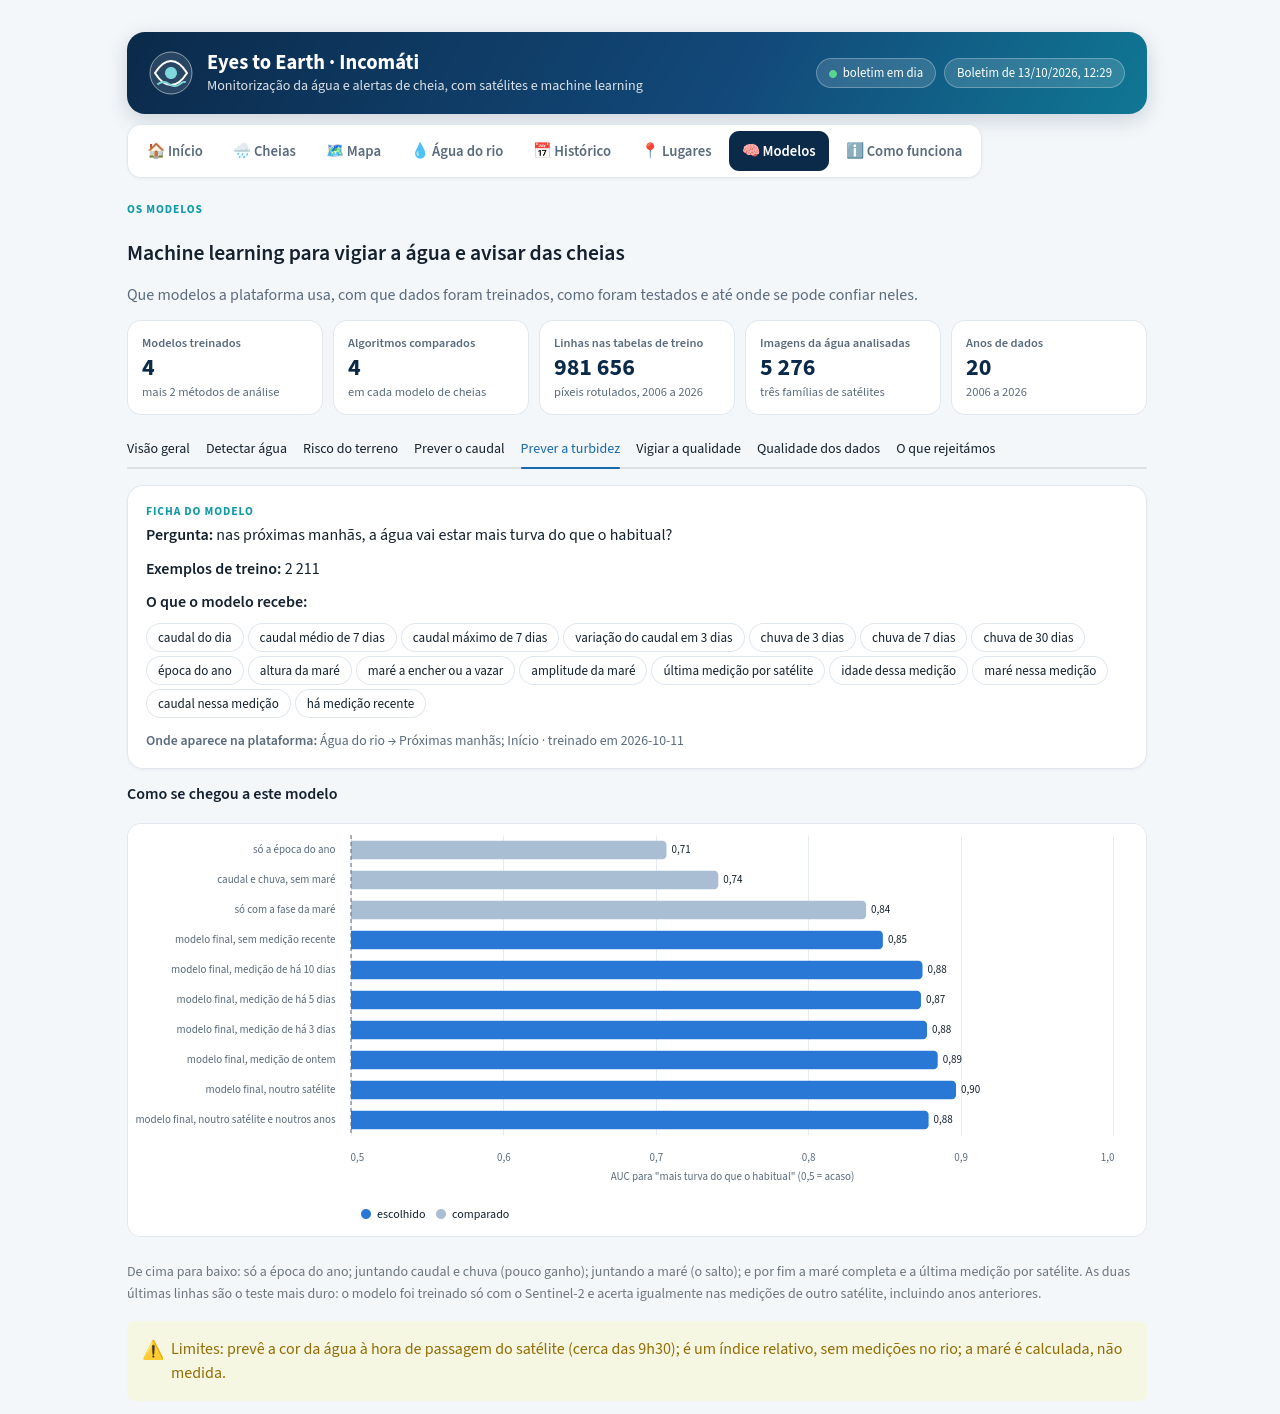 Eyes to Earth · Incomáti
Monitorização da água e alertas de cheia, com satélites e machine learning
boletim em dia
Boletim de 13/10/2026, 12:29
Início
Cheias
Mapa
Água do rio
Histórico
Lugares
Modelos
Como funciona
OS MODELOS
Machine learning para vigiar a água e avisar das cheias
Que modelos a plataforma usa, com que dados foram treinados, como foram testados e até onde se pode confiar neles.
Modelos treinados
4
mais 2 métodos de análise
Algoritmos comparados
4
em cada modelo de cheias
Linhas nas tabelas de treino
981 656
píxeis rotulados, 2006 a 2026
Imagens da água analisadas
5 276
três famílias de satélites
Anos de dados
20
2006 a 2026
Visão geral
Detectar água
Risco do terreno
Prever o caudal
Prever a turbidez
Vigiar a qualidade
Qualidade dos dados
O que rejeitámos
FICHA DO MODELO
Pergunta: nas próximas manhãs, a água vai estar mais turva do que o habitual?
Exemplos de treino: 2 211
O que o modelo recebe:
caudal do dia
caudal médio de 7 dias
caudal máximo de 7 dias
variação do caudal em 3 dias
chuva de 3 dias
chuva de 7 dias
chuva de 30 dias
época do ano
altura da maré
maré a encher ou a vazar
amplitude da maré
última medição por satélite
idade dessa medição
maré nessa medição
caudal nessa medição
há medição recente
Onde aparece na plataforma: Água do rio → Próximas manhãs; Início · treinado em 2026-10-11
Como se chegou a este modelo
só a época do ano 0,71
caudal e chuva, sem maré 0,74
só com a fase da maré 0,84
modelo final, sem medição recente 0,85
modelo final, medição de há 10 dias 0,88
modelo final, medição de há 5 dias 0,87
modelo final, medição de há 3 dias 0,88
modelo final, medição de ontem 0,89
modelo final, noutro satélite 0,90
modelo final, noutro satélite e noutros anos 0,88
0,5 0,6 0,7 0,8 0,9 1,0
AUC para "mais turva do que o habitual" (0,5 = acaso)
escolhido
comparado
De cima para baixo: só a época do ano; juntando caudal e chuva (pouco ganho); juntando a maré (o salto); e por fim a maré completa e a última medição por satélite. As duas
últimas linhas são o teste mais duro: o modelo foi treinado só com o Sentinel-2 e acerta igualmente nas medições de outro satélite, incluindo anos anteriores.
Limites: prevê a cor da água à hora de passagem do satélite (cerca das 9h30); é um índice relativo, sem medições no rio; a maré é calculada, não
medida.